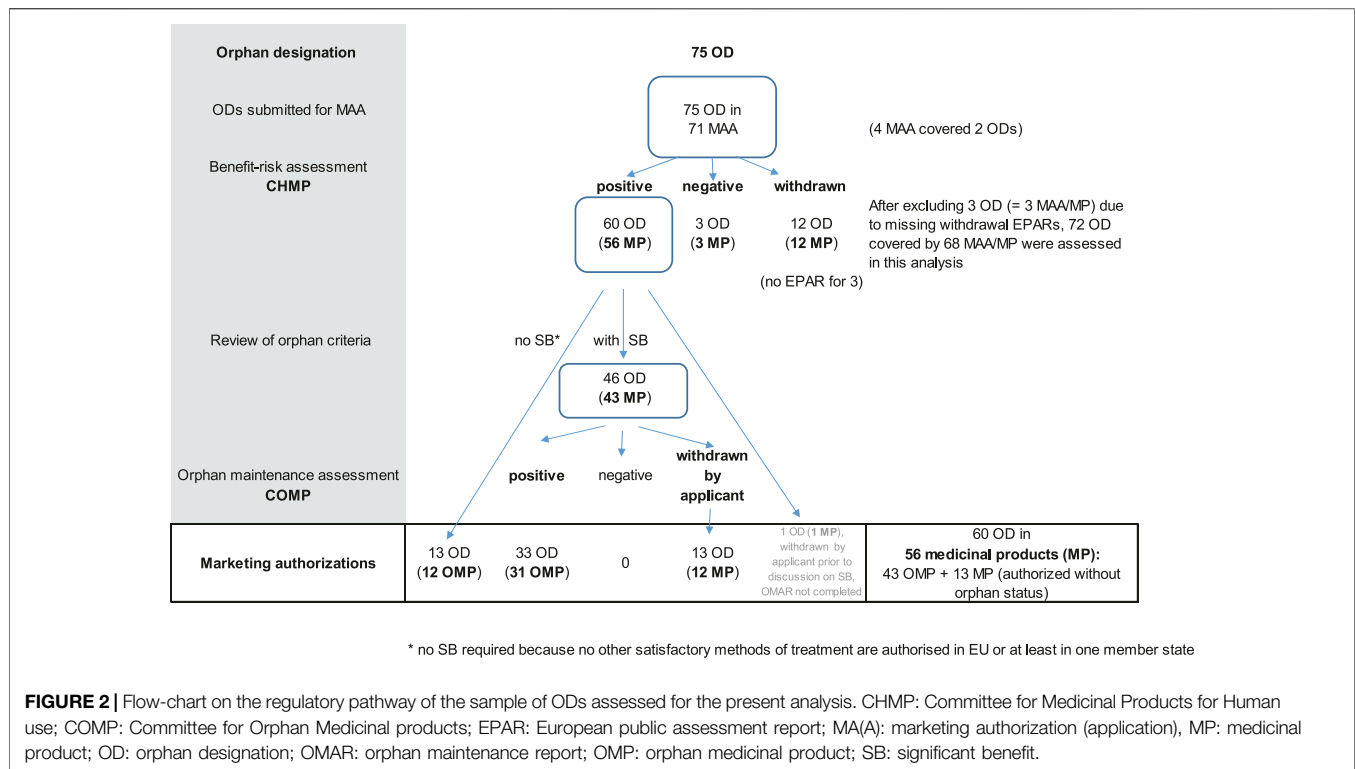 Orphan designation
75 OD
ODs submitted for MAA
75 OD in
71 MAA
(4 MAA covered 2 ODs)
Benefit-risk assessment
CHMP
positive
negative
withdrawn
60 OD
(56 MP)
3 OD
(3 MP)
12 OD
(12 MP)
(no EPAR for 3)
After excluding 3 OD (= 3 MAA/MP) due
to missing withdrawal EPARs, 72 OD
covered by 68 MAA/MP were assessed
in this analysis
Review of orphan criteria
no SB*
with SB
46 OD
(43 MP)
Orphan maintenance assessment
COMP
positive
negative
withdrawn
by
applicant
Marketing authorizations
13 OD
(12 OMP)
33 OD
(31 OMP)
0
13 OD
(12 MP)
1 OD (1 MP),
withdrawn by
applicant prior to
discussion on SB,
OMAR not completed
60 OD in
56 medicinal products (MP):
43 OMP + 13 MP (authorized without
orphan status)
* no SB required because no other satisfactory methods of treatment are authorised in EU or at least in one member state
FIGURE 2 | Flow-chart on the regulatory pathway of the sample of ODs assessed for the present analysis. CHMP: Committee for Medicinal Products for Human
use; COMP: Committee for Orphan Medicinal products; EPAR: European public assessment report; MA(A): marketing authorization (application), MP: medicinal
product; OD: orphan designation; OMAR: orphan maintenance report; OMP: orphan medicinal product; SB: significant benefit.